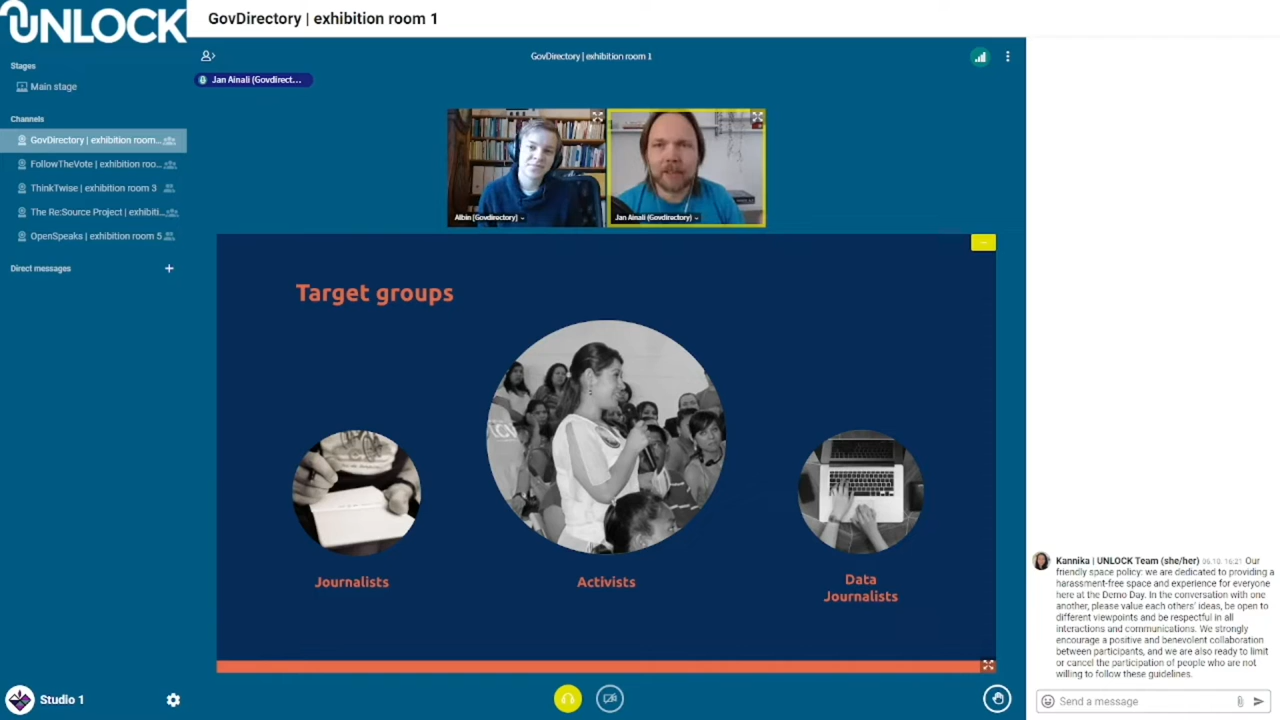 UNLOCK
GovDirectory | exhibition room 1
Stages
Main stage
Channels
GovDirectory | exhibition room...
FollowTheVote | exhibition roo...
ThinkTwise | exhibition room 3
The Re:Source Project | exhibiti...
OpenSpeaks | exhibition room 5
Direct messages
+
Studio 1
GovDirectory | exhibition room 1
Jan Ainali (Govdirect...
Albin (Govdirectory)
Jan Ainali (Govdirectory)
Target groups
Journalists
Activists
Data
Journalists
Kannika | UNLOCK Team (she/her) 05.10, 16:21 Our
friendly space policy: we are dedicated to providing a
harassment-free space and experience for everyone
here at the Demo Day. In the conversation with one
another, please value each others' ideas, be open to
different viewpoints and be respectful in all
interactions and communications. We strongly
encourage a positive and benevolent collaboration
between participants, and we are also ready to limit
or cancel the participation of people who are not
willing to follow these guidelines.
Send a message